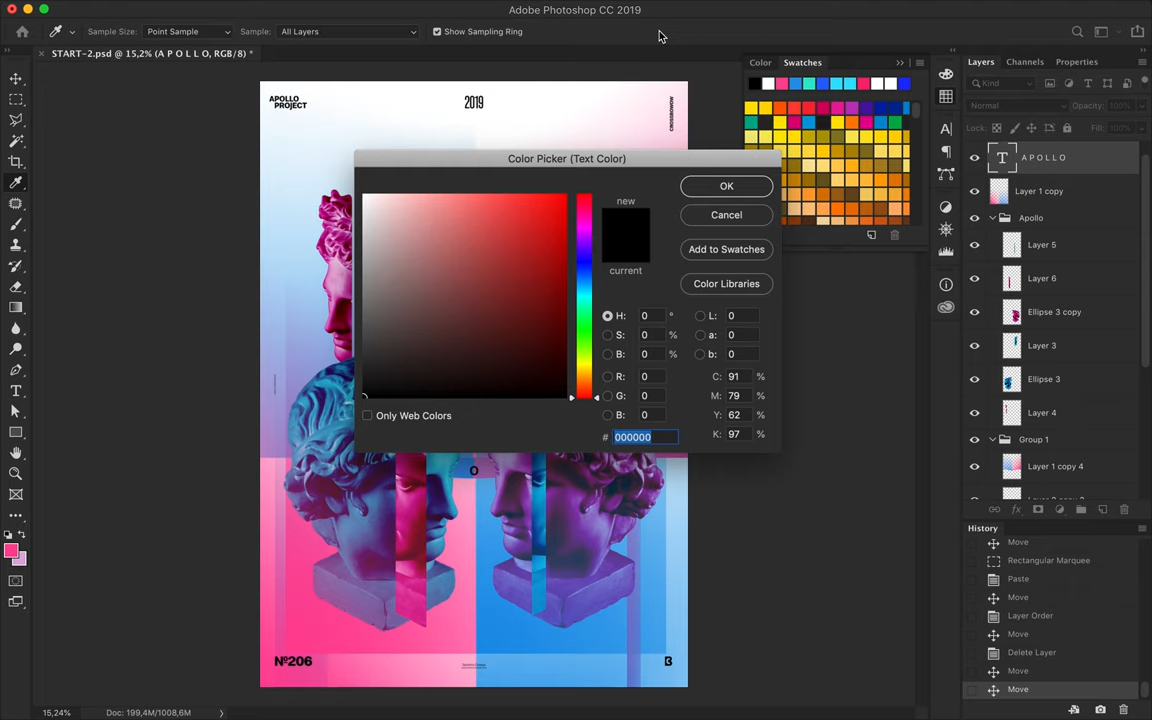 Adobe Photoshop CC 2019
Sample Size: Point Sample Sample: All Layers Show Sampling Ring
START-2.psd @ 15,2% (A P O L L O, RGB/8) *
APOLLO
PROJECT
2019
CROSSBOWOW
O
Nº206
B
Color Picker (Text Color)
new
current
OK
Cancel
Add to Swatches
Color Libraries
H: 0 °
S: 0 %
B: 0 %
R: 0
G: 0
B: 0
L: 0
a: 0
b: 0
C: 91 %
M: 79 %
Y: 62 %
K: 97 %
# 000000
Only Web Colors
Color Swatches
Layers Channels Properties
Kind
Normal Opacity: 100%
Lock: Fill: 100%
A P O L L O
Layer 1 copy
Apollo
Layer 5
Layer 6
Ellipse 3 copy
Layer 3
Ellipse 3
Layer 4
Group 1
Layer 1 copy 4
History
Move
Rectangular Marquee
Paste
Move
Layer Order
Move
Delete Layer
Move
Move
15,24% Doc: 199,4M/1008,6M